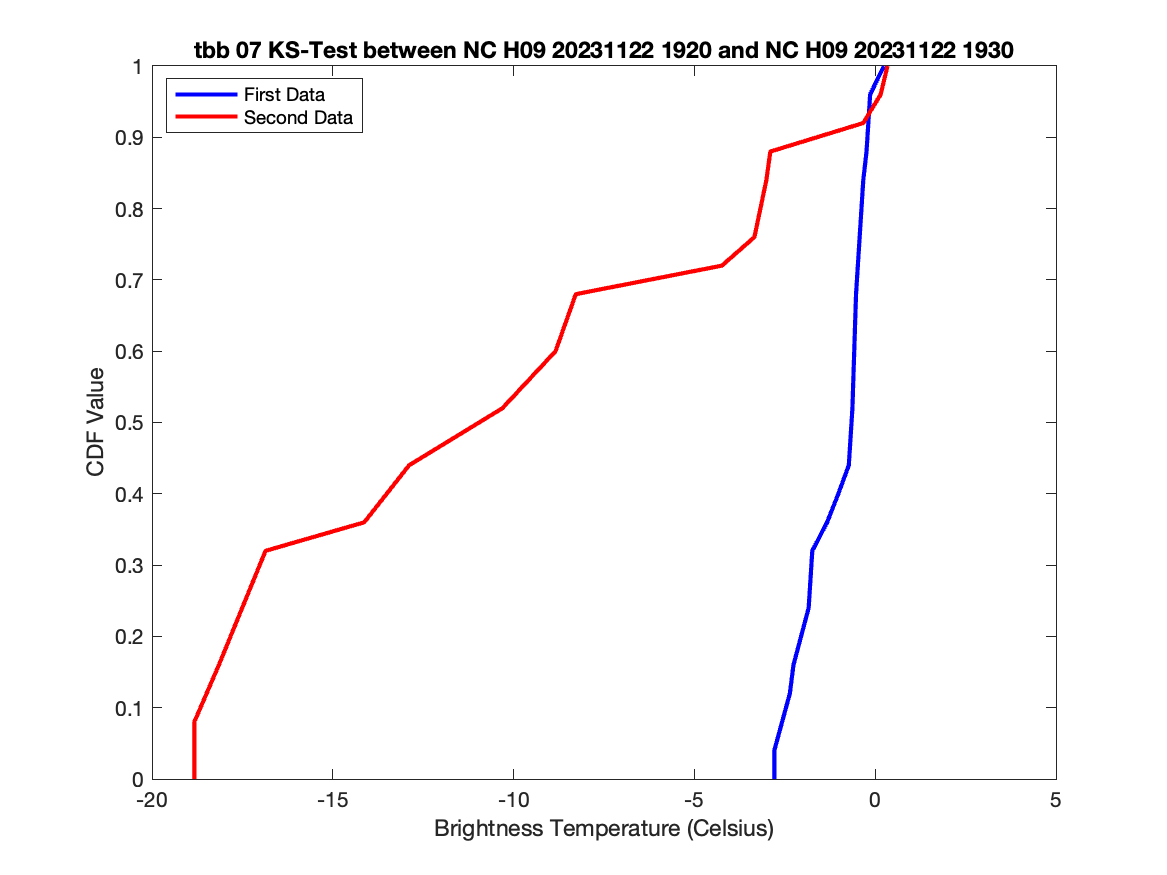 tbb 07 KS-Test between NC H09 20231122 1920 and NC H09 20231122 1930
First Data
Second Data
1
0.9
0.8
0.7
0.6
0.5
0.4
0.3
0.2
0.1
0
CDF Value
-20 -15 -10 -5 0 5
Brightness Temperature (Celsius)